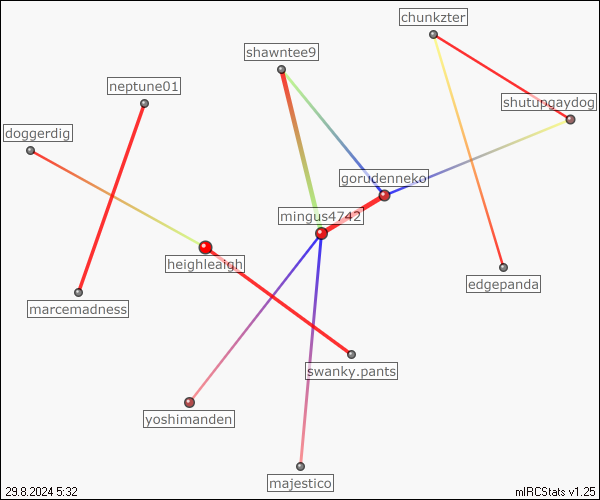 chunkzter
shawntee9
neptune01
shutupgaydog
doggerdig
gorudenneko
mingus4742
heighleaigh
edgepanda
marcemadness
swanky.pants
yoshimanden
majestico
29.8.2024 5:32
mIRCStats v1.25